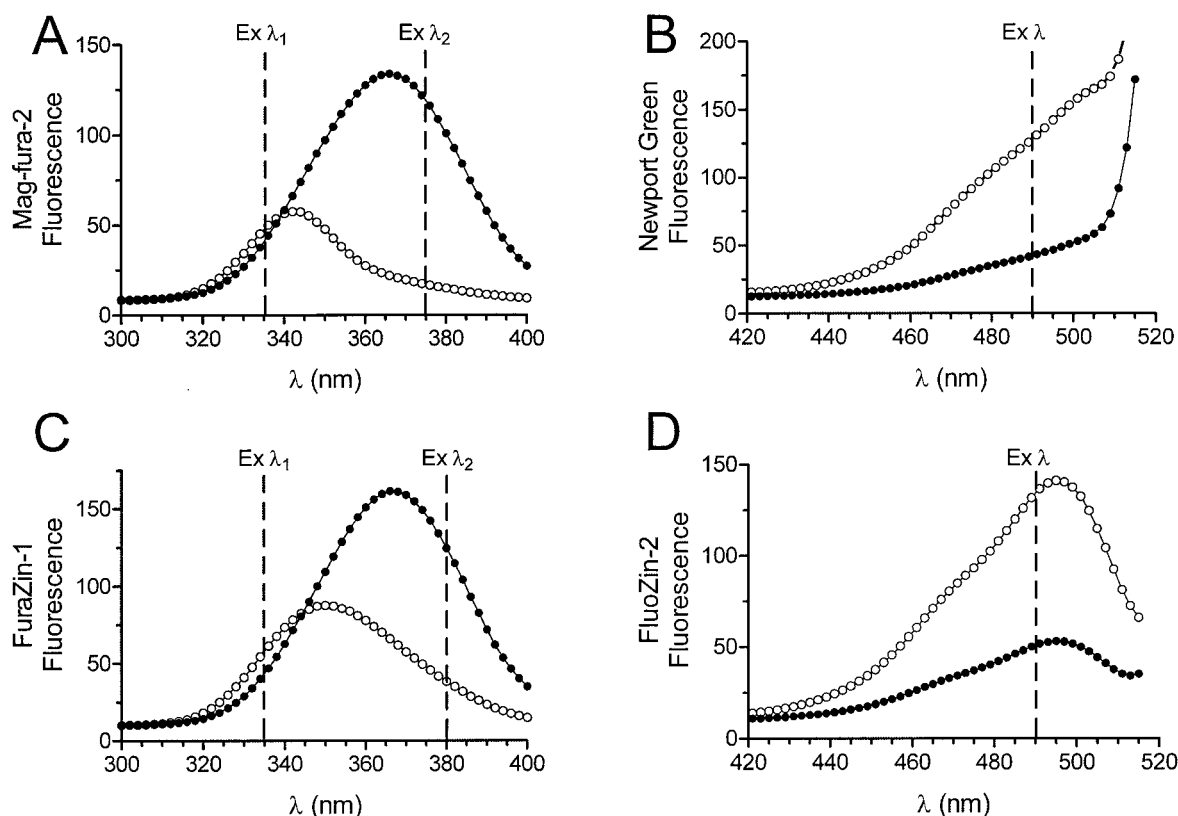 A
Ex λ1
Ex λ2
150
100
50
0
Mag-fura-2
Fluorescence
300
320
340
360
380
400
λ (nm)
B
Ex λ
200
150
100
50
0
Newport Green
Fluorescence
420
440
460
480
500
520
λ (nm)
C
Ex λ1
Ex λ2
150
100
50
0
FuraZin-1
Fluorescence
300
320
340
360
380
400
λ (nm)
D
Ex λ
150
100
50
0
FluoZin-2
Fluorescence
420
440
460
480
500
520
λ (nm)